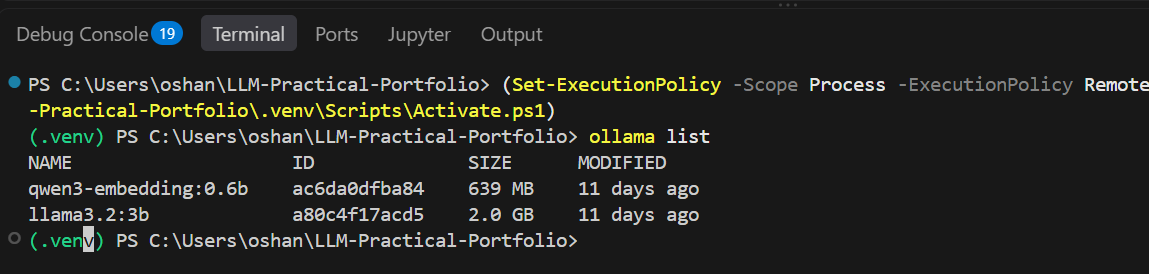 Debug Console 19 Terminal Ports Jupyter Output
PS C:\Users\oshan\LLM-Practical-Portfolio> (Set-ExecutionPolicy -Scope Process -ExecutionPolicy Remote
-Practical-Portfolio\.venv\Scripts\Activate.ps1)
(.venv) PS C:\Users\oshan\LLM-Practical-Portfolio> ollama list
NAME ID SIZE MODIFIED
qwen3-embedding:0.6b ac6da0dfba84 639 MB 11 days ago
llama3.2:3b a80c4f17acd5 2.0 GB 11 days ago
(.venv) PS C:\Users\oshan\LLM-Practical-Portfolio>